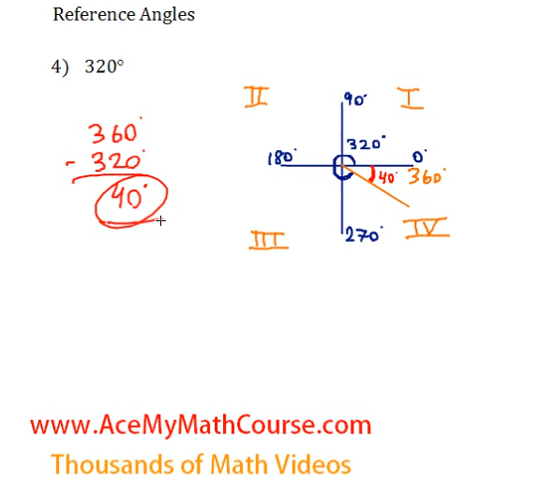 Reference Angles
4) 320°
360°
- 320°
40°
II
90°
I
320°
180°
0°
40°
360°
III
270°
IV
www.AceMyMathCourse.com
Thousands of Math Videos